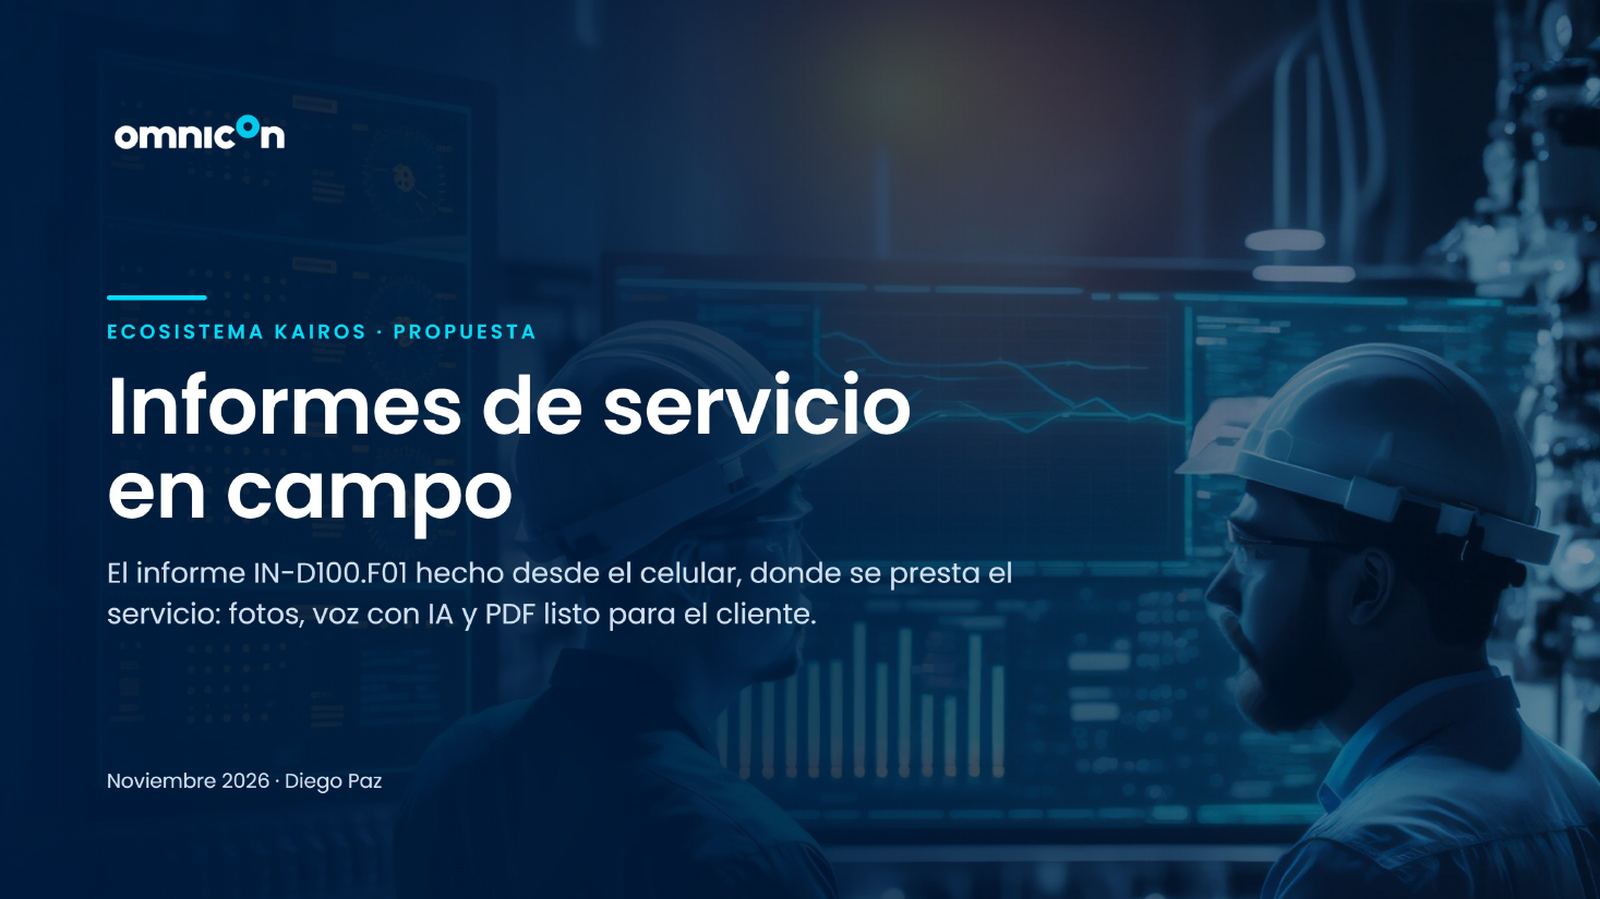 omnicon
ECOSISTEMA KAIROS · PROPUESTA
Informes de servicio
en campo
El informe IN-D100.F01 hecho desde el celular, donde se presta el
servicio: fotos, voz con IA y PDF listo para el cliente.
Noviembre 2026 · Diego Paz